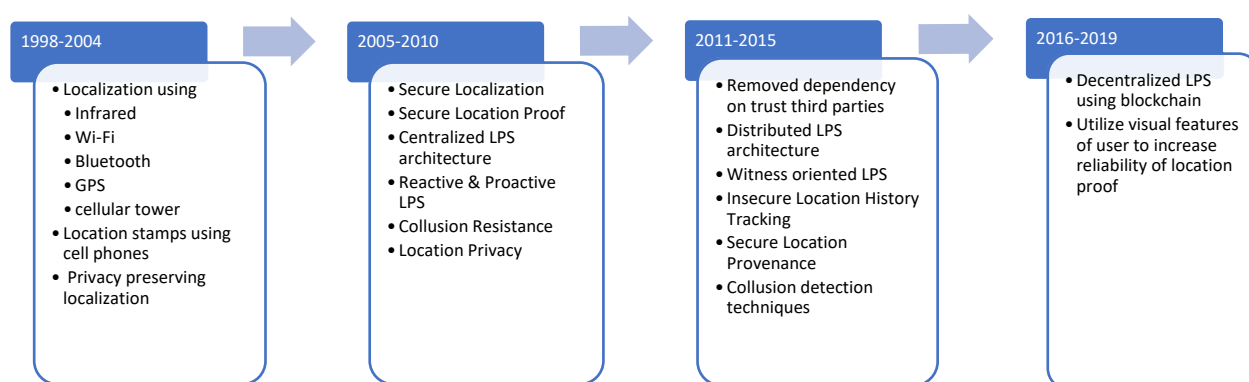 1998-2004
• Localization using
• Infrared
• Wi-Fi
• Bluetooth
• GPS
• cellular tower
• Location stamps using
cell phones
• Privacy preserving
localization
2005-2010
• Secure Localization
• Secure Location Proof
• Centralized LPS
architecture
• Reactive & Proactive
LPS
• Collusion Resistance
• Location Privacy
2011-2015
• Removed dependency
on trust third parties
• Distributed LPS
architecture
• Witness oriented LPS
• Insecure Location History
Tracking
• Secure Location
Provenance
• Collusion detection
techniques
2016-2019
• Decentralized LPS
using blockchain
• Utilize visual features
of user to increase
reliability of location
proof